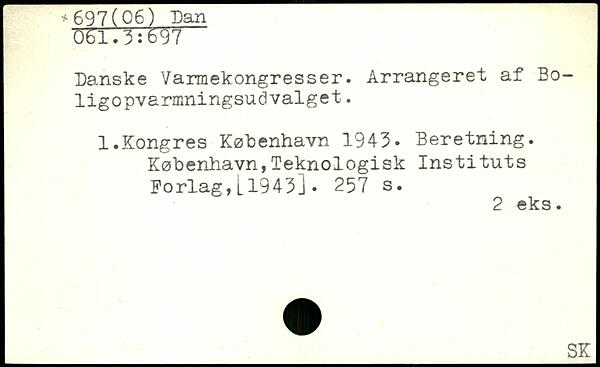 *697(06) Dan
061.3:697
Danske Varmekongresser. Arrangeret af Bo-
ligopvarmningsudvalget.
1.Kongres København 1943. Beretning.
København,Teknologisk Instituts
Forlag,[1943]. 257 s.
2 eks.
SK